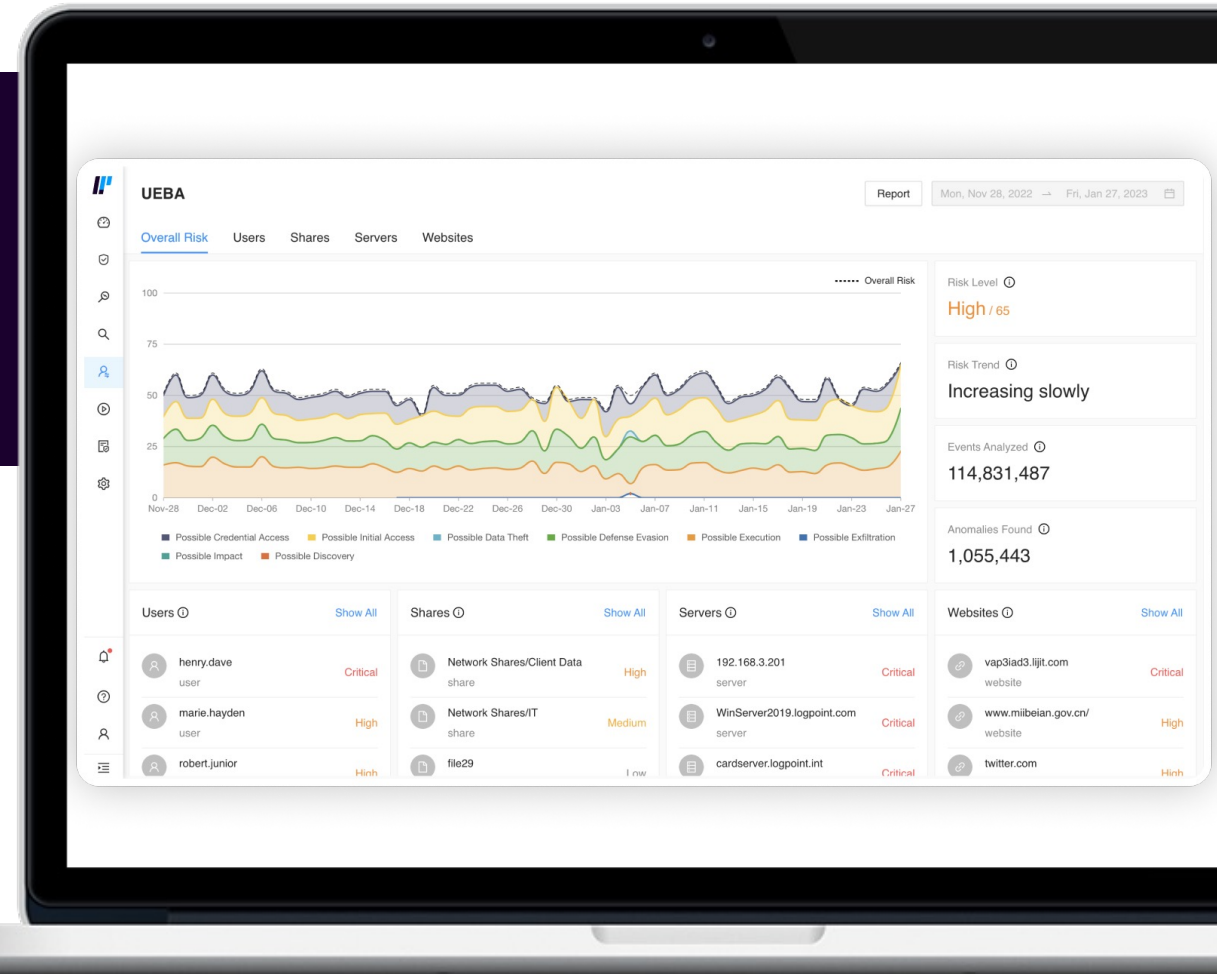 UEBA
Report
Mon, Nov 28, 2022 → Fri, Jan 27, 2023
Overall Risk Users Shares Servers Websites
Overall Risk
100
75
50
25
0
Nov-28 Dec-02 Dec-06 Dec-10 Dec-14 Dec-18 Dec-22 Dec-26 Dec-30 Jan-03 Jan-07 Jan-11 Jan-15 Jan-19 Jan-23 Jan-27
Possible Credential Access Possible Initial Access Possible Data Theft Possible Defense Evasion Possible Execution Possible Exfiltration
Possible Impact Possible Discovery
Risk Level
High / 65
Risk Trend
Increasing slowly
Events Analyzed
114,831,487
Anomalies Found
1,055,443
Users Show All
henry.dave Critical
user
marie.hayden High
user
robert.junior High
Shares Show All
Network Shares/Client Data High
share
Network Shares/IT Medium
share
file29 Low
Servers Show All
192.168.3.201 Critical
server
WinServer2019.logpoint.com Critical
server
cardserver.logpoint.int Critical
Websites Show All
vap3iad3.lijit.com Critical
website
www.miibeian.gov.cn/ High
website
twitter.com High